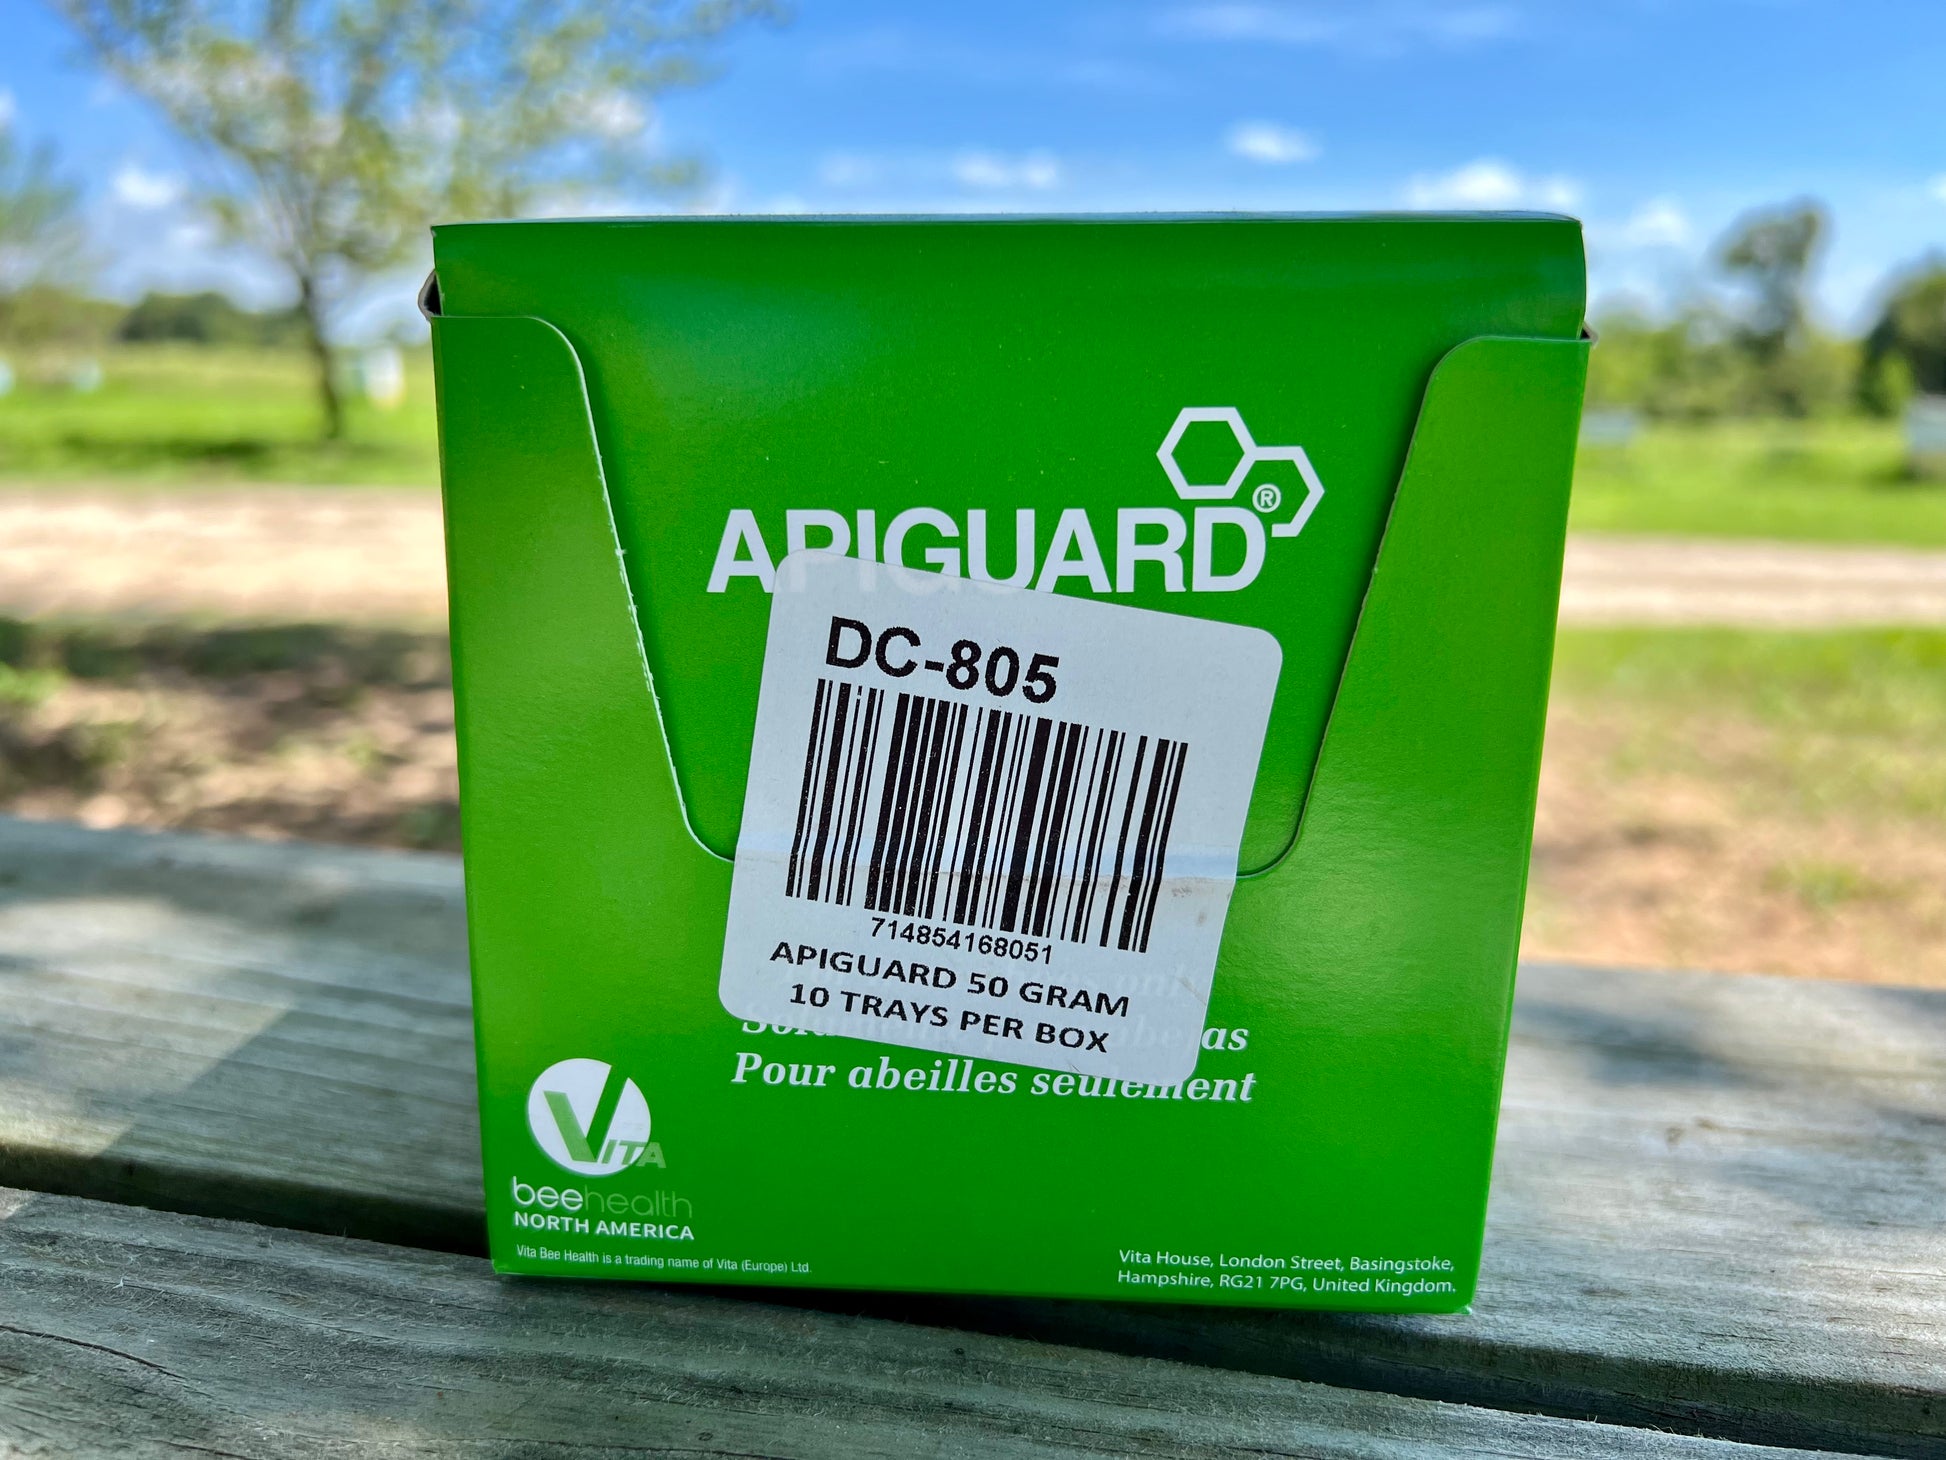 APIGUARD®
DC-805
714854168051
APIGUARD 50 GRAM
10 TRAYS PER BOX
as
Pour abeilles seulement
VITA
beehealth
NORTH AMERICA
Vita Bee Health is a trading name of Vita (Europe) Ltd.
Vita House, London Street, Basingstoke,
Hampshire, RG21 7PG, United Kingdom.